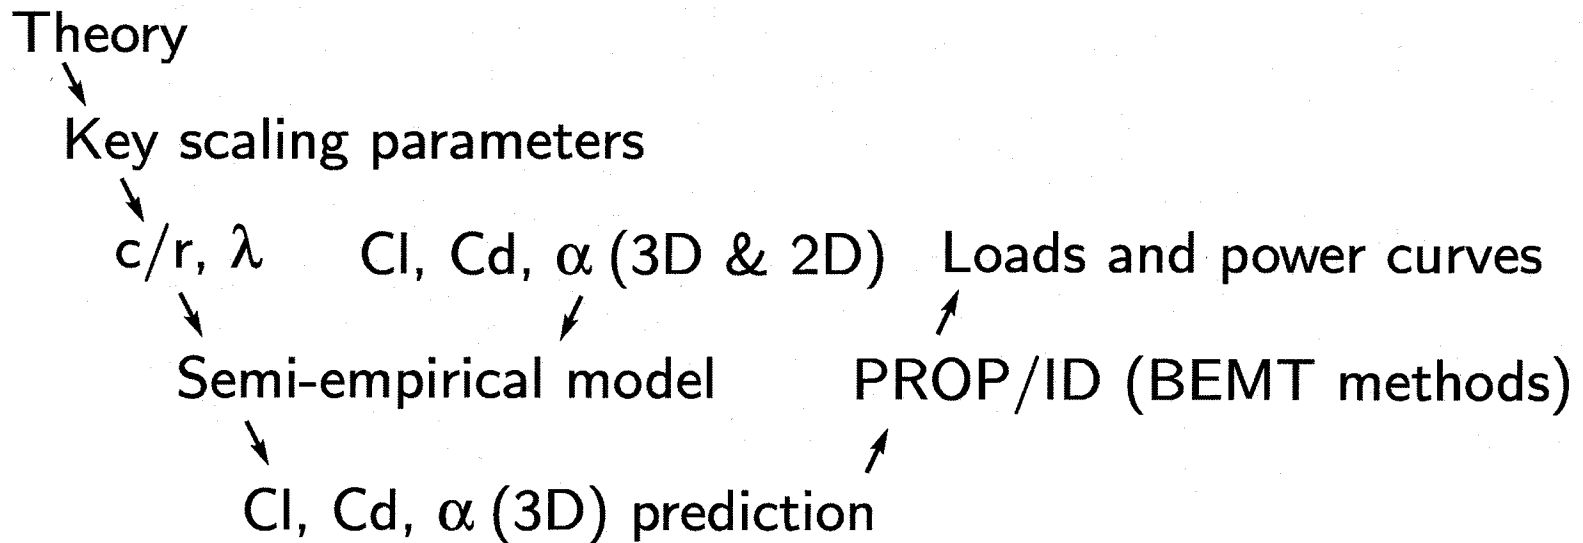 Theory
Key scaling parameters
c/r, λ Cl, Cd, α (3D & 2D) Loads and power curves
Semi-empirical model PROP/ID (BEMT methods)
Cl, Cd, α (3D) prediction